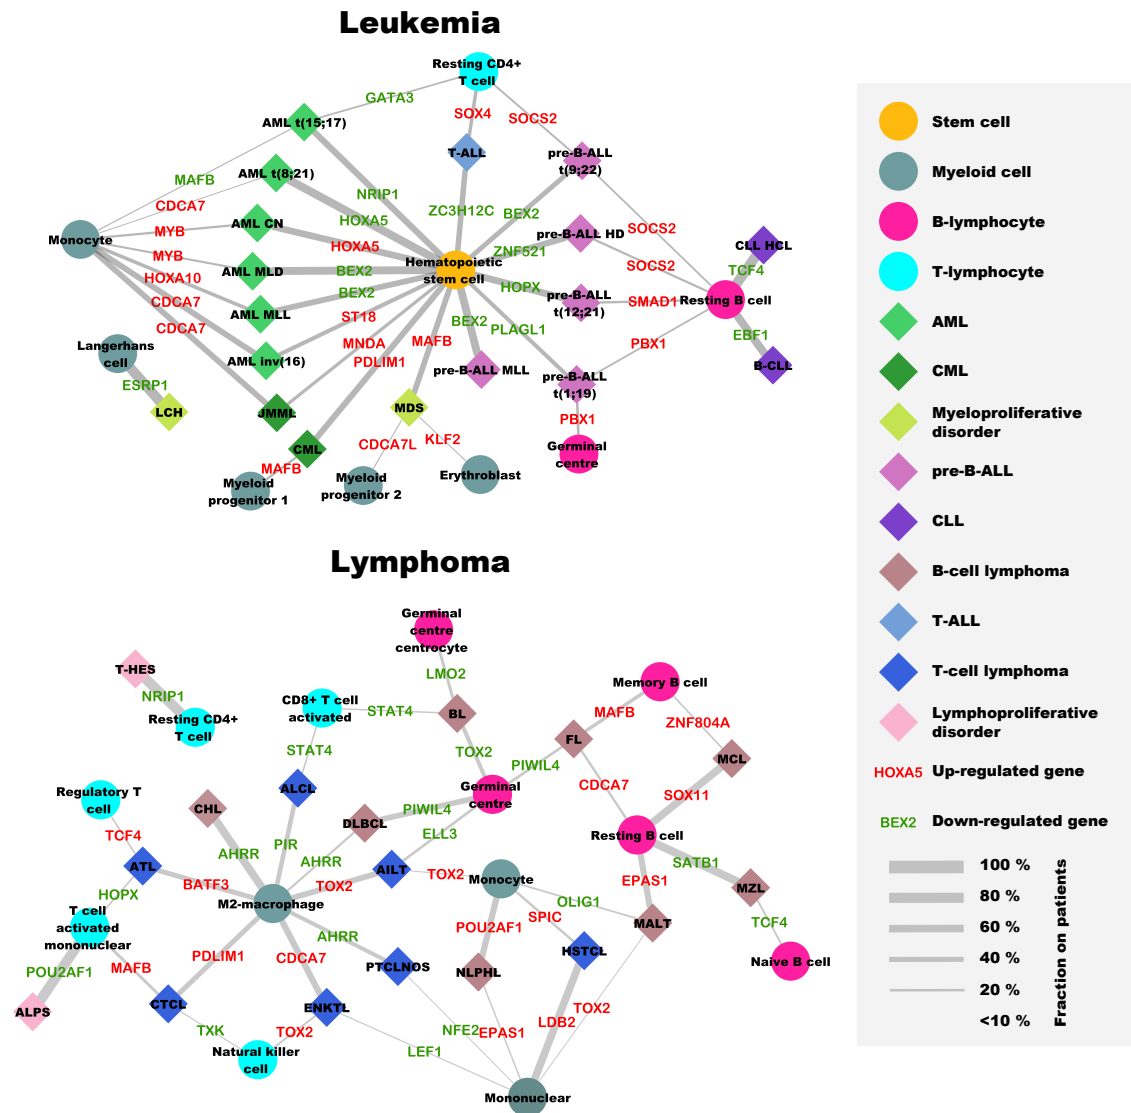 Leukemia
Resting CD4+
T cell
GATA3
SOX4
SOCS2
AML t(15;17)
T-ALL
pre-B-ALL
t(9;22)
AML t(8;21)
MAFB
NRIP1
CDCA7
ZC3H12C
BEX2
HOXA5
AML CN
MYB
Monocyte
HOXA5
pre-B-ALL HD
SOCS2
ZNF521
CLL HCL
MYB
AML MLD
BEX2
Hematopoietic
stem cell
SOCS2
TCF4
HOXA10
BEX2
HOPX
pre-B-ALL
t(12;21)
SMAD1
Resting B cell
CDCA7
AML MLL
ST18
BEX2
PLAGL1
CDCA7
MNDA
MAFB
PBX1
EBF1
Langerhans
cell
AML inv(16)
PDLIM1
pre-B-ALL MLL
pre-B-ALL
t(1;19)
B-CLL
ESRP1
LCH
JMML
MDS
PBX1
CML
CDCA7L
KLF2
Germinal
centre
MAFB
Myeloid
progenitor 1
Myeloid
progenitor 2
Erythroblast
Lymphoma
Germinal
centre
centrocyte
T-HES
NRIP1
Resting CD4+
T cell
CD8+ T cell
activated
STAT4
LMO2
BL
Memory B cell
MAFB
ZNF804A
STAT4
TOX2
PIWIL4
FL
MCL
Regulatory T
cell
ALCL
Germinal
centre
CDCA7
SOX11
CHL
PIWIL4
DLBCL
ELL3
Resting B cell
TCF4
PIR
AHRR
AHRR
SATB1
ATL
BATF3
TOX2
AILT
TOX2
Monocyte
EPAS1
MZL
HOPX
M2-macrophage
OLIG1
T cell
activated
mononuclear
AHRR
POU2AF1
SPIC
MALT
TCF4
POU2AF1
MAFB
PDLIM1
CDCA7
PTCLNOS
NLPHL
HSTCL
Naive B cell
ALPS
CTCL
ENKTL
TXK
TOX2
NFE2
EPAS1
LDB2
TOX2
Natural killer
cell
LEF1
Mononuclear
Stem cell
Myeloid cell
B-lymphocyte
T-lymphocyte
AML
CML
Myeloproliferative
disorder
pre-B-ALL
CLL
B-cell lymphoma
T-ALL
T-cell lymphoma
Lymphoproliferative
disorder
HOXA5 Up-regulated gene
BEX2 Down-regulated gene
100 %
80 %
60 %
40 %
20 %
<10 %
Fraction on patients